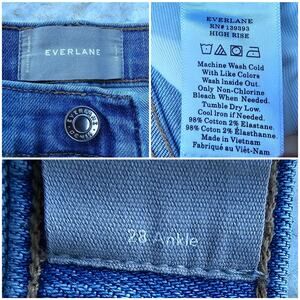 EVERLANE
EVERLANE
RN# 139393
HIGH RISE
Machine Wash Cold
With Like Colors
Wash Inside Out.
Only Non-Chlorine
Bleach When Needed.
Tumble Dry Low.
Cool Iron if Needed.
98% Cotton 2% Elastane.
98% Coton 2% Élasthanne.
Made in Vietnam
Fabriqué au Viêt-Nam
28 Ankle